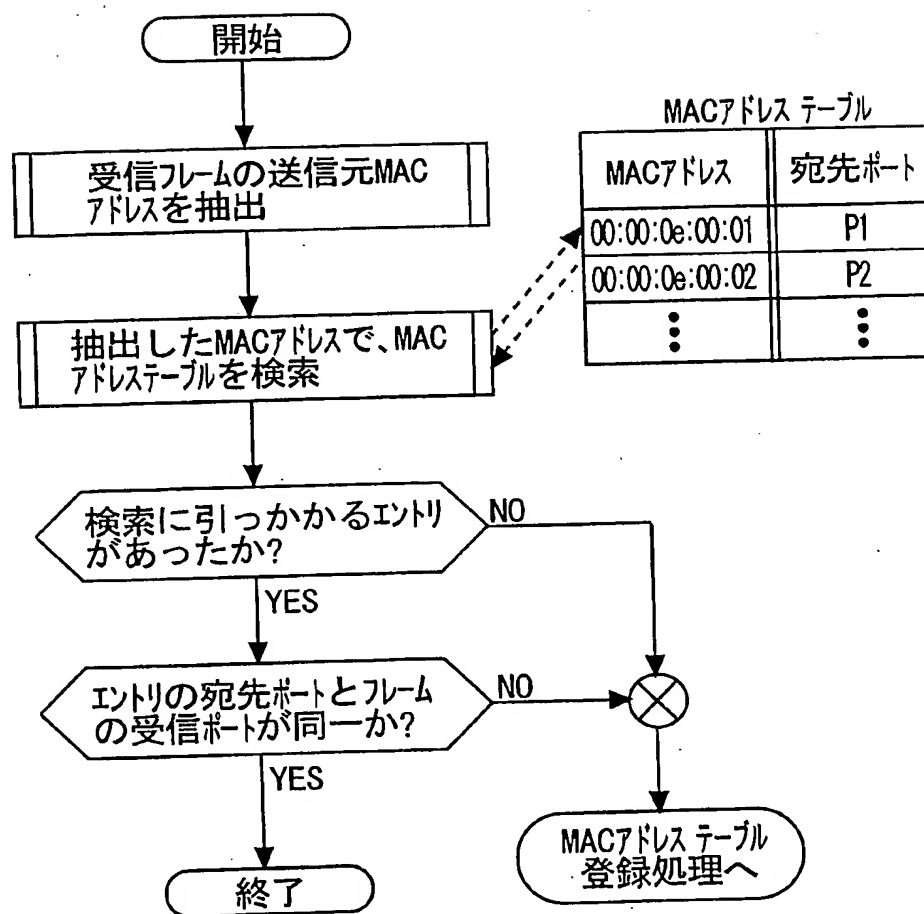 開始
受信フレームの送信元MAC
アドレスを抽出
抽出したMACアドレスで、MAC
アドレステーブルを検索
MACアドレス テーブル
MACアドレス 宛先ポート
00:00:0e:00:01 P1
00:00:0e:00:02 P2
検索に引っかかるエントリ
があったか?
NO
YES
エントリの宛先ポートとフレーム
の受信ポートが同一か?
NO
YES
MACアドレス テーブル
登録処理へ
終了